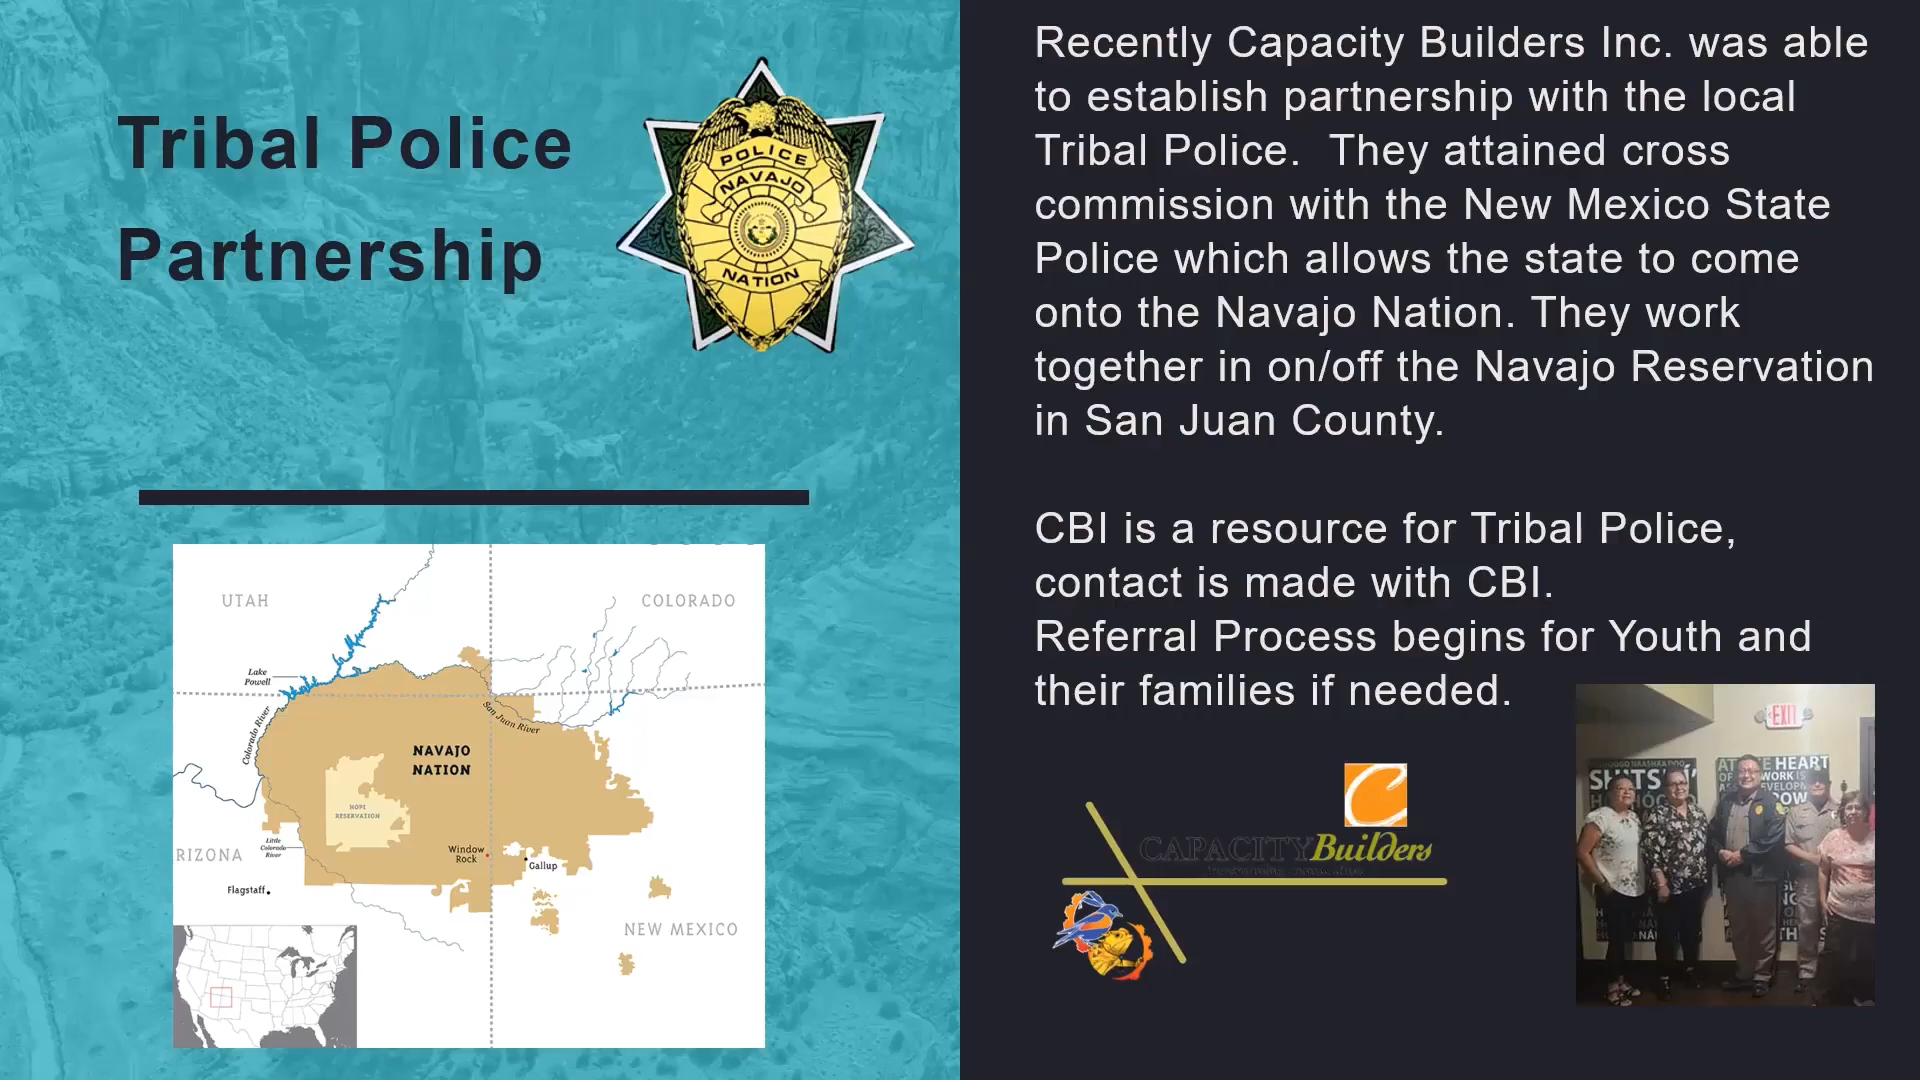 Tribal Police
Partnership
POLICE
NAVAJO
NATION
UTAH
COLORADO
Lake
Powell
Colorado River
San Juan River
NAVAJO
NATION
HOPI
RESERVATION
Little
Colorado
River
RIZONA
Window
Rock
Gallup
Flagstaff
NEW MEXICO
Recently Capacity Builders Inc. was able
to establish partnership with the local
Tribal Police.  They attained cross
commission with the New Mexico State
Police which allows the state to come
onto the Navajo Nation. They work
together in on/off the Navajo Reservation
in San Juan County.
CBI is a resource for Tribal Police,
contact is made with CBI.
Referral Process begins for Youth and
their families if needed.
C
CAPACITYBuilders
EXIT
HEART
WORK IS